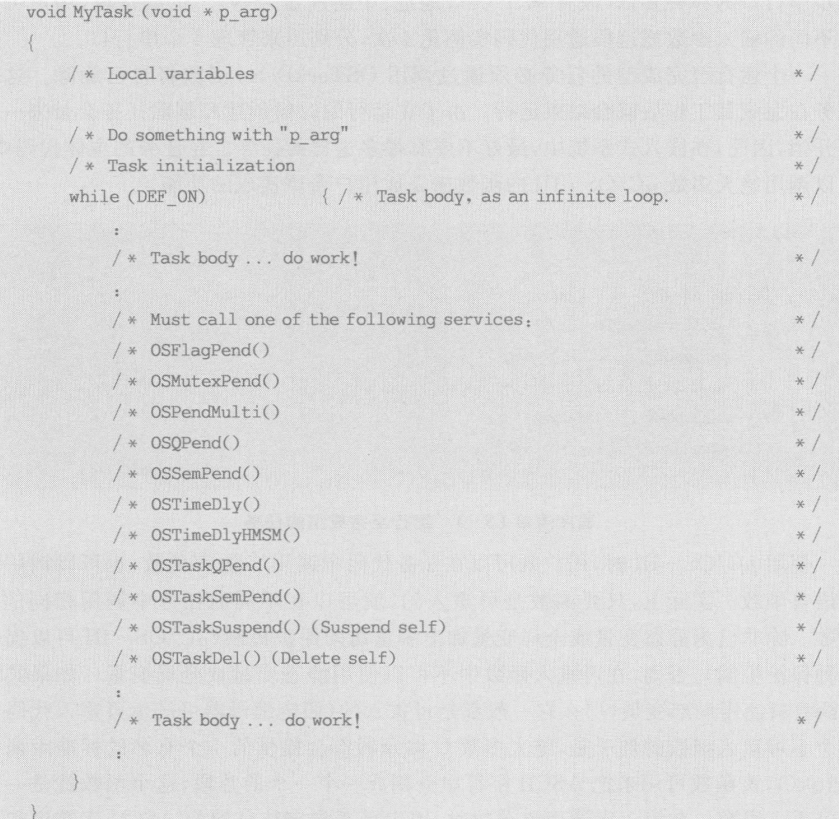 void MyTask (void * p_arg)
{
/* Local variables */
/* Do something with "p_arg" */
/* Task initialization */
while (DEF_ON) { /* Task body, as an infinite loop. */
:
/* Task body ... do work! */
:
/* Must call one of the following services: */
/* OSFlagPend() */
/* OSMutexPend() */
/* OSPendMulti() */
/* OSQPend() */
/* OSSemPend() */
/* OSTimeDly() */
/* OSTimeDlyHMSM() */
/* OSTaskQPend() */
/* OSTaskSemPend() */
/* OSTaskSuspend() (Suspend self) */
/* OSTaskDel() (Delete self) */
:
/* Task body ... do work! */
:
}
}